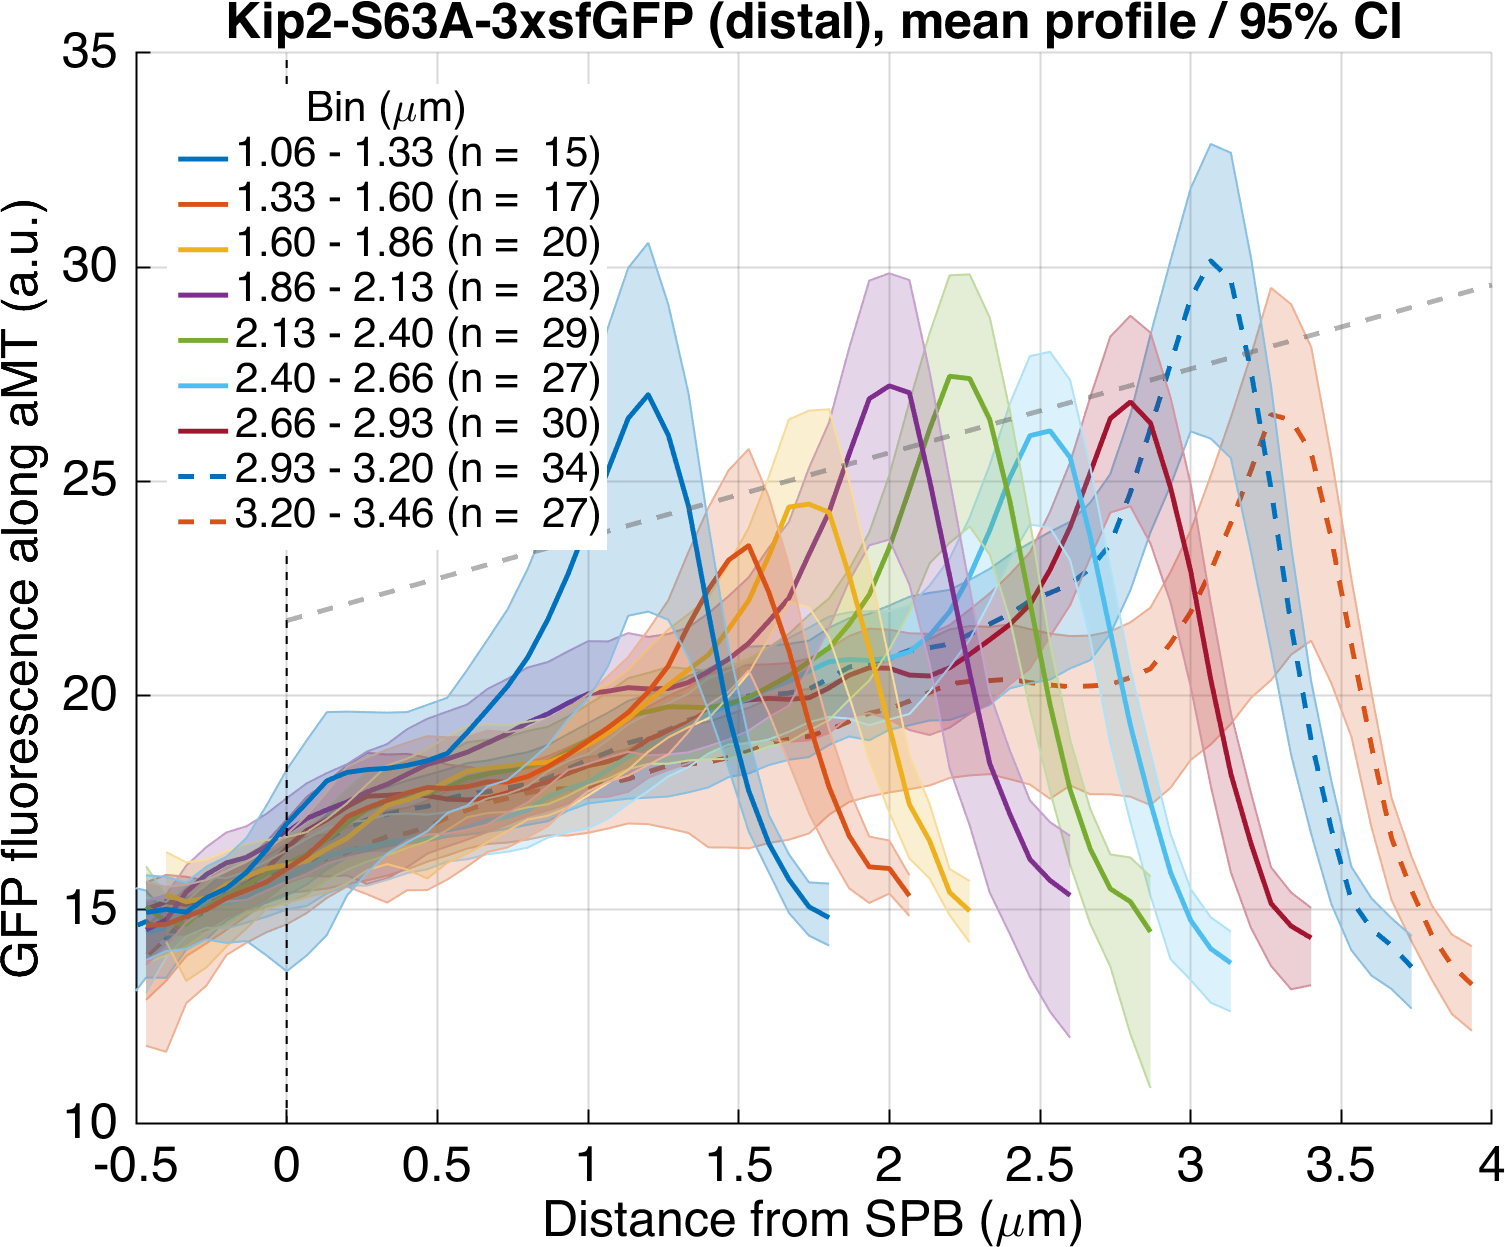 Kip2-S63A-3xsfGFP (distal), mean profile / 95% CI
GFP fluorescence along aMT (a.u.)
35
30
25
20
15
10
Bin (μm)
1.06 - 1.33 (n = 15)
1.33 - 1.60 (n = 17)
1.60 - 1.86 (n = 20)
1.86 - 2.13 (n = 23)
2.13 - 2.40 (n = 29)
2.40 - 2.66 (n = 27)
2.66 - 2.93 (n = 30)
2.93 - 3.20 (n = 34)
3.20 - 3.46 (n = 27)
-0.5 0 0.5 1 1.5 2 2.5 3 3.5 4
Distance from SPB (μm)